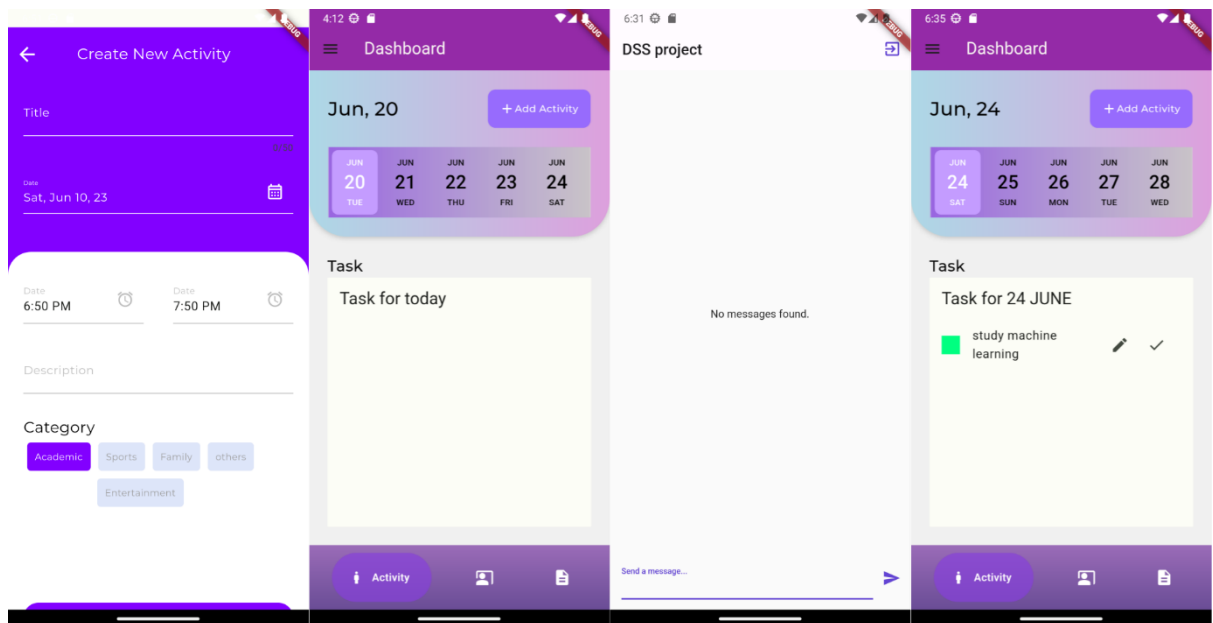 DEBUG
Create New Activity
Title
0/30
Date
Sat, Jun 10, 23
Date
6:50 PM
Date
7:50 PM
Description
Category
Academic
Sports
Family
others
Entertainment
4:12
DEBUG
Dashboard
Jun, 20
+ Add Activity
JUN
20
TUE
JUN
21
WED
JUN
22
THU
JUN
23
FRI
JUN
24
SAT
Task
Task for today
Activity
6:31
DEBUG
DSS project
No messages found.
Send a message...
6:35
DEBUG
Dashboard
Jun, 24
+ Add Activity
JUN
24
SAT
JUN
25
SUN
JUN
26
MON
JUN
27
TUE
JUN
28
WED
Task
Task for 24 JUNE
study machine
learning
Activity